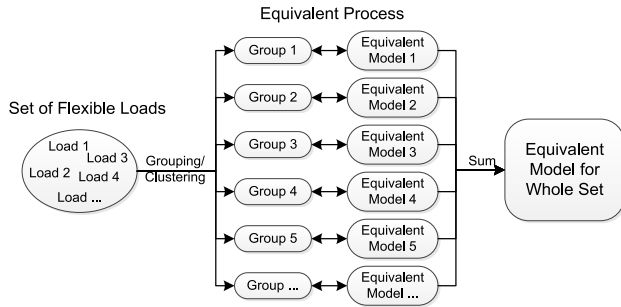 Equivalent Process
Set of Flexible Loads
Load 1
Load 3
Load 2
Load 4
Load ...
Grouping/
Clustering
Group 1
Equivalent
Model 1
Group 2
Equivalent
Model 2
Group 3
Equivalent
Model 3
Group 4
Equivalent
Model 4
Group 5
Equivalent
Model 5
Group ...
Equivalent
Model ...
Sum
Equivalent
Model for
Whole Set